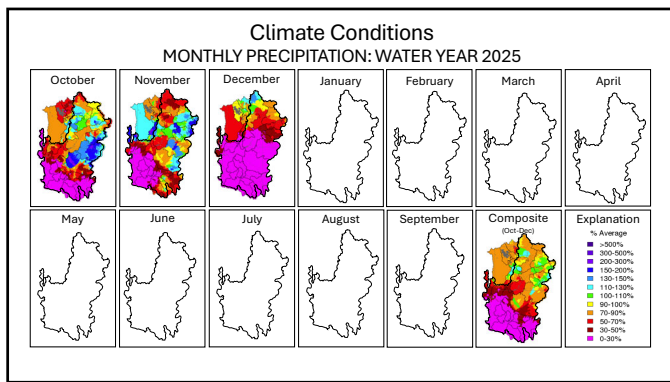 Climate Conditions
MONTHLY PRECIPITATION: WATER YEAR 2025
October
November
December
January
February
March
April
May
June
July
August
September
Composite
(Oct-Dec)
Explanation
% Average
>500%
300-500%
200-300%
150-200%
130-150%
110-130%
100-110%
90-100%
70-90%
50-70%
30-50%
0-30%